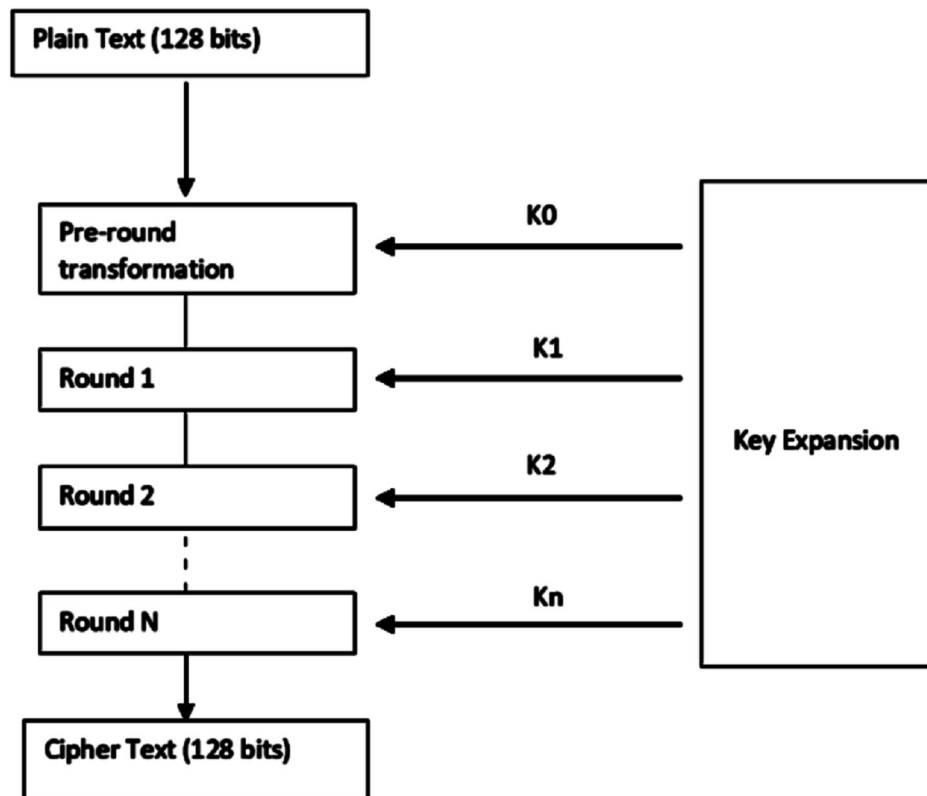 Plain Text (128 bits)
K0
Pre-round
transformation
K1
Round 1
Key Expansion
K2
Round 2
Kn
Round N
Cipher Text (128 bits)